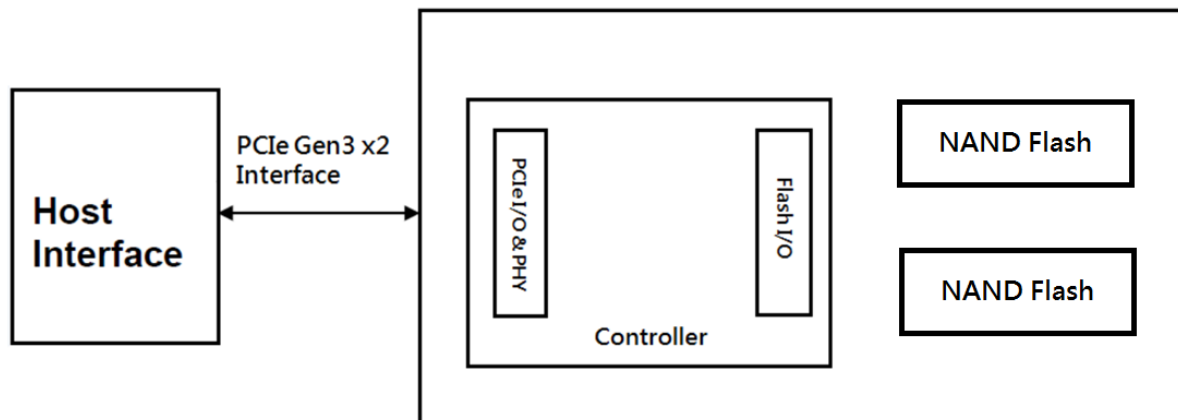 Host
Interface
PCIe Gen3 x2
Interface
PCIe I/O & PHY
Flash I/O
Controller
NAND Flash
NAND Flash